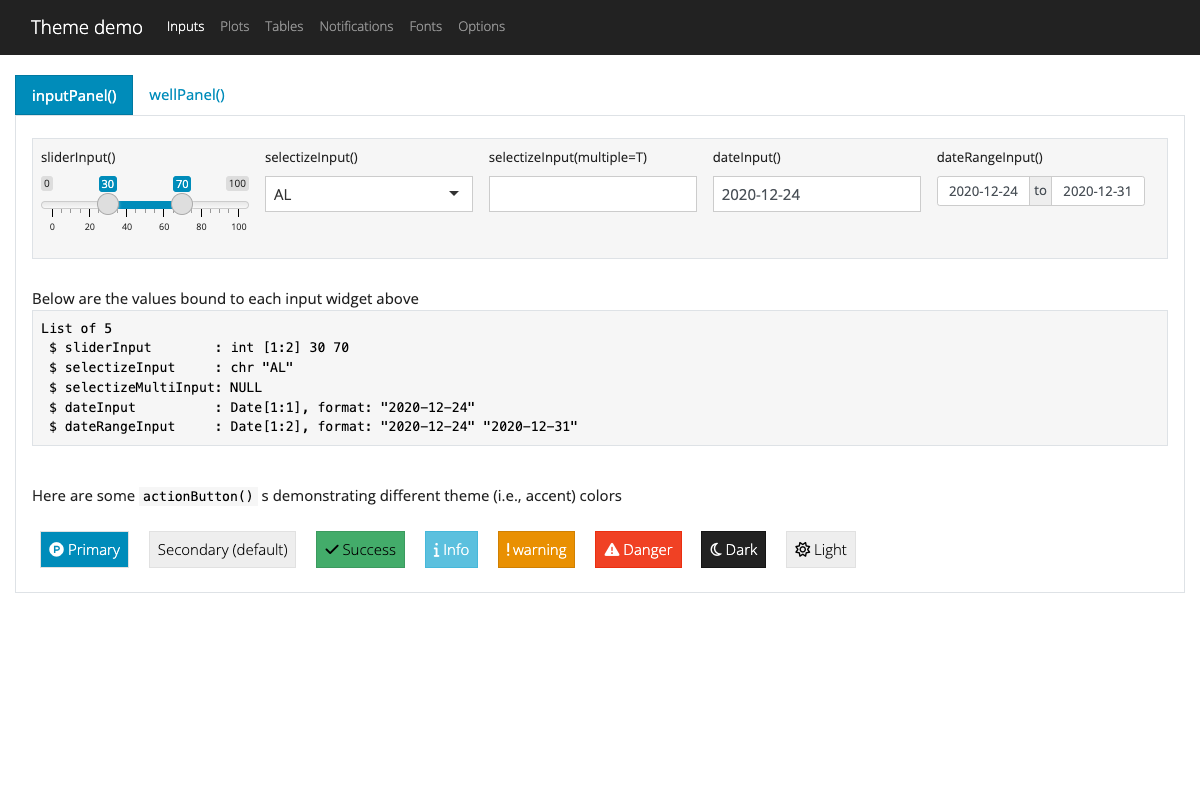 Theme demo Inputs Plots Tables Notifications Fonts Options
inputPanel() wellPanel()
sliderInput() selectizeInput() selectizeInput(multiple=T) dateInput() dateRangeInput()
0 30 70 100 AL 2020-12-24 2020-12-24 to 2020-12-31
0 20 40 60 80 100
Below are the values bound to each input widget above
List of 5
 $ sliderInput        : int [1:2] 30 70
 $ selectizeInput     : chr "AL"
 $ selectizeMultiInput: NULL
 $ dateInput          : Date[1:1], format: "2020-12-24"
 $ dateRangeInput     : Date[1:2], format: "2020-12-24" "2020-12-31"
Here are some actionButton() s demonstrating different theme (i.e., accent) colors
Primary Secondary (default) Success Info warning Danger Dark Light